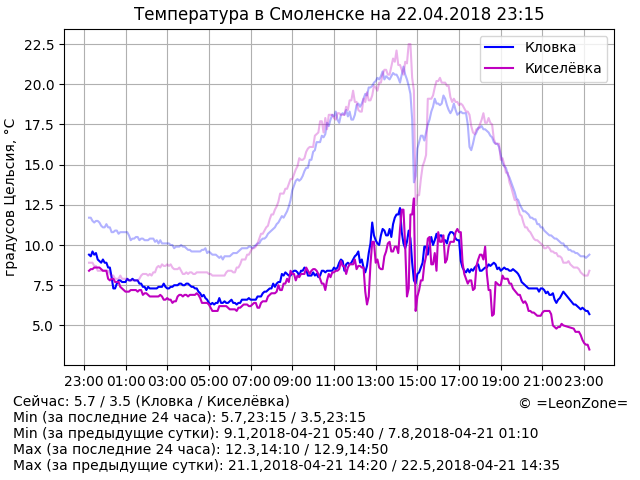 Температура в Смоленске на 22.04.2018 23:15
градусов Цельсия, °C
22.5
20.0
17.5
15.0
12.5
10.0
7.5
5.0
Кловка
Киселёвка
23:00 01:00 03:00 05:00 07:00 09:00 11:00 13:00 15:00 17:00 19:00 21:00 23:00
Сейчас: 5.7 / 3.5 (Кловка / Киселёвка)
© =LeonZone=
Min (за последние 24 часа): 5.7,23:15 / 3.5,23:15
Min (за предыдущие сутки): 9.1,2018-04-21 05:40 / 7.8,2018-04-21 01:10
Max (за последние 24 часа): 12.3,14:10 / 12.9,14:50
Max (за предыдущие сутки): 21.1,2018-04-21 14:20 / 22.5,2018-04-21 14:35